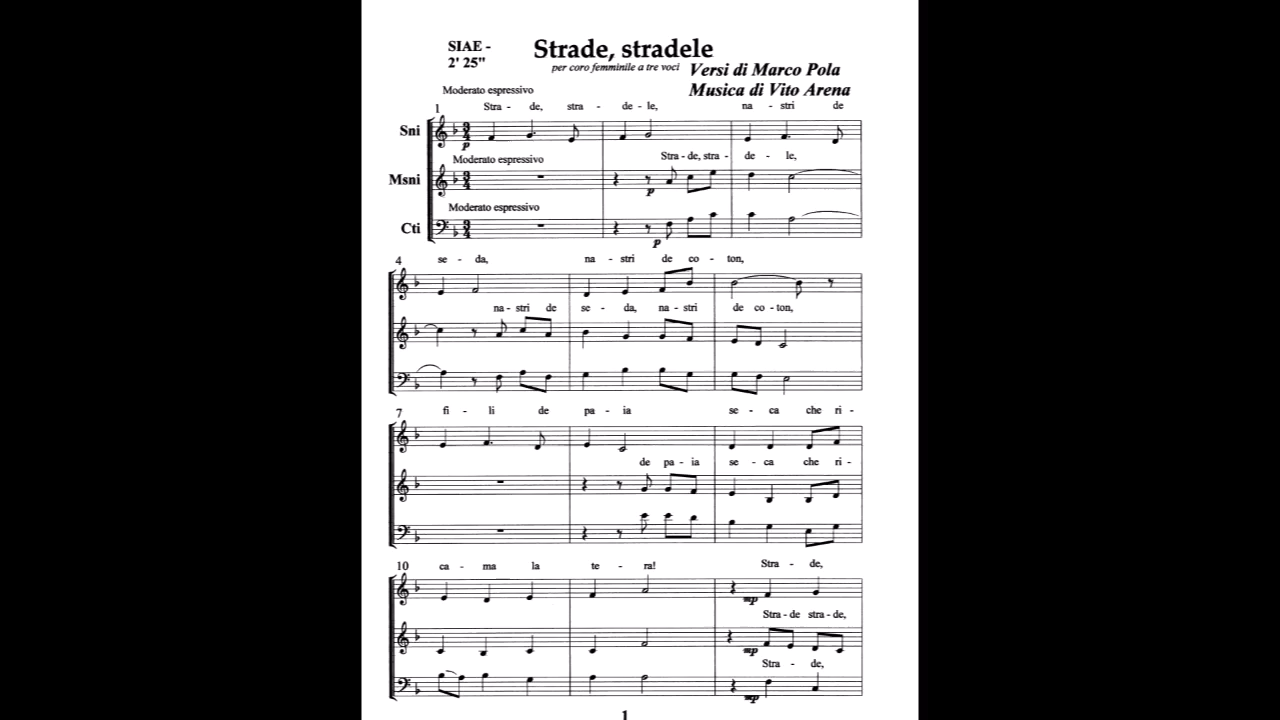 SIAE -
2' 25"
Strade, stradele
per coro femminile a tre voci
Versi di Marco Pola
Musica di Vito Arena
Moderato espressivo
1
Stra - de, stra - de - le, na - stri de
Sni
p
Moderato espressivo
Stra - de, stra - de - le,
Msni
p
Moderato espressivo
Cti
p
4
se - da, na - stri de co - ton,
na - stri de se - da, na - stri de co - ton,
7
fi - li de pa - ia se - ca che ri -
de pa - ia se - ca che ri -
10
ca - ma la te - ra! Stra - de,
mp
Stra - de stra - de,
mp
Stra - de,
mp
1